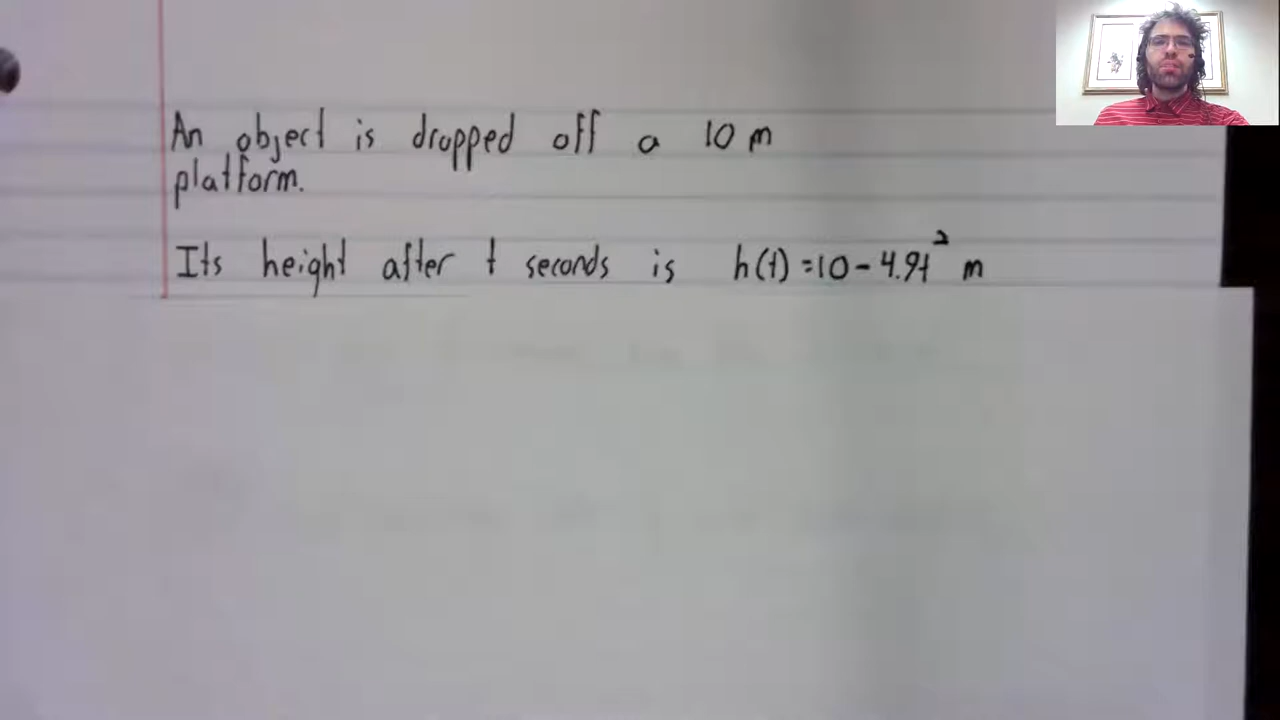 An object is dropped off a 10 m
platform.
Its height after t seconds is h(t) = 10 - 4.9t² m